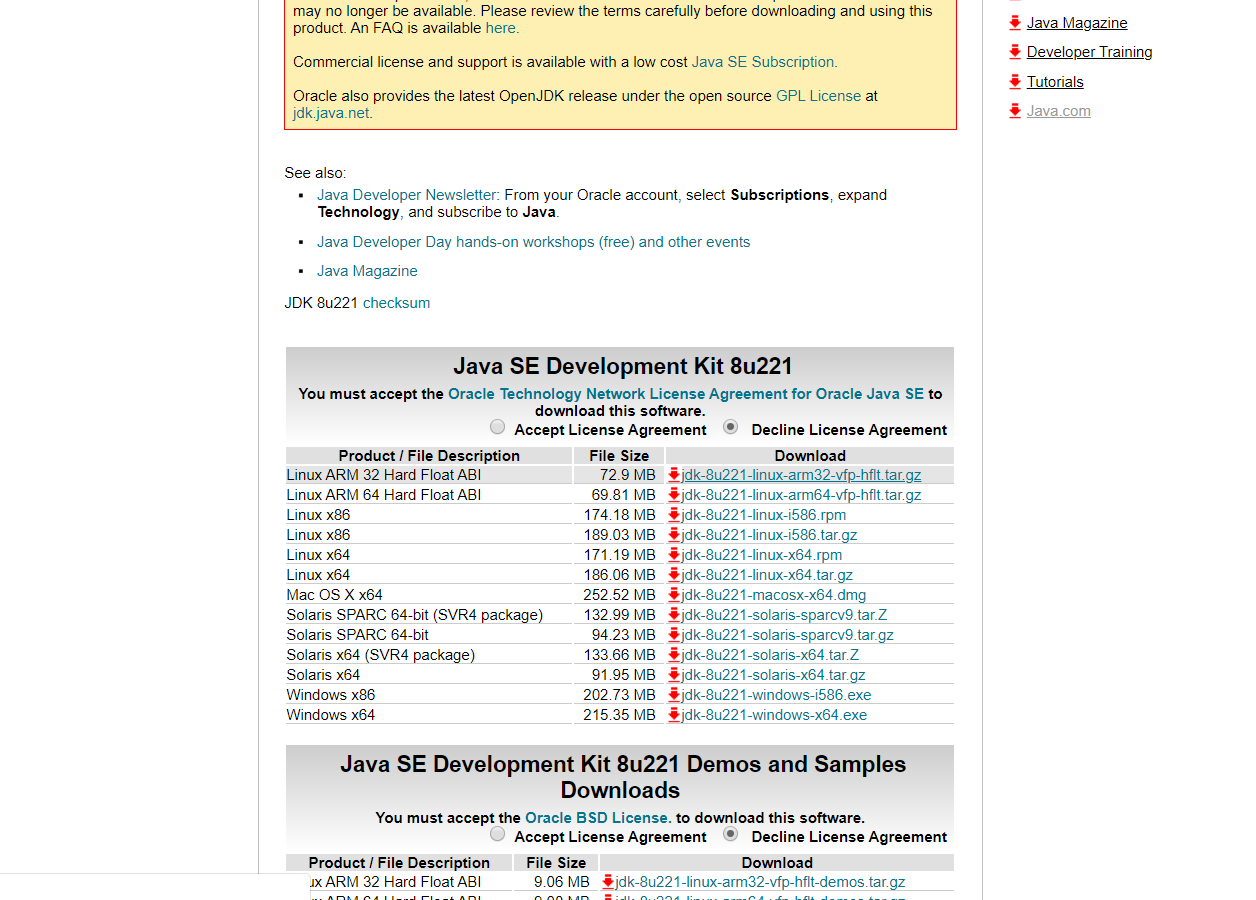 may no longer be available. Please review the terms carefully before downloading and using this
product. An FAQ is available here.
Commercial license and support is available with a low cost Java SE Subscription.
Oracle also provides the latest OpenJDK release under the open source GPL License at
jdk.java.net.
Java Magazine
Developer Training
Tutorials
Java.com
See also:
▪ Java Developer Newsletter: From your Oracle account, select Subscriptions, expand
Technology, and subscribe to Java.
▪ Java Developer Day hands-on workshops (free) and other events
▪ Java Magazine
JDK 8u221 checksum
Java SE Development Kit 8u221
You must accept the Oracle Technology Network License Agreement for Oracle Java SE to
download this software.
Accept License Agreement Decline License Agreement
Product / File Description File Size Download
Linux ARM 32 Hard Float ABI 72.9 MB jdk-8u221-linux-arm32-vfp-hflt.tar.gz
Linux ARM 64 Hard Float ABI 69.81 MB jdk-8u221-linux-arm64-vfp-hflt.tar.gz
Linux x86 174.18 MB jdk-8u221-linux-i586.rpm
Linux x86 189.03 MB jdk-8u221-linux-i586.tar.gz
Linux x64 171.19 MB jdk-8u221-linux-x64.rpm
Linux x64 186.06 MB jdk-8u221-linux-x64.tar.gz
Mac OS X x64 252.52 MB jdk-8u221-macosx-x64.dmg
Solaris SPARC 64-bit (SVR4 package) 132.99 MB jdk-8u221-solaris-sparcv9.tar.Z
Solaris SPARC 64-bit 94.23 MB jdk-8u221-solaris-sparcv9.tar.gz
Solaris x64 (SVR4 package) 133.66 MB jdk-8u221-solaris-x64.tar.Z
Solaris x64 91.95 MB jdk-8u221-solaris-x64.tar.gz
Windows x86 202.73 MB jdk-8u221-windows-i586.exe
Windows x64 215.35 MB jdk-8u221-windows-x64.exe
Java SE Development Kit 8u221 Demos and Samples
Downloads
You must accept the Oracle BSD License. to download this software.
Accept License Agreement Decline License Agreement
Product / File Description File Size Download
ux ARM 32 Hard Float ABI 9.06 MB jdk-8u221-linux-arm32-vfp-hflt-demos.tar.gz